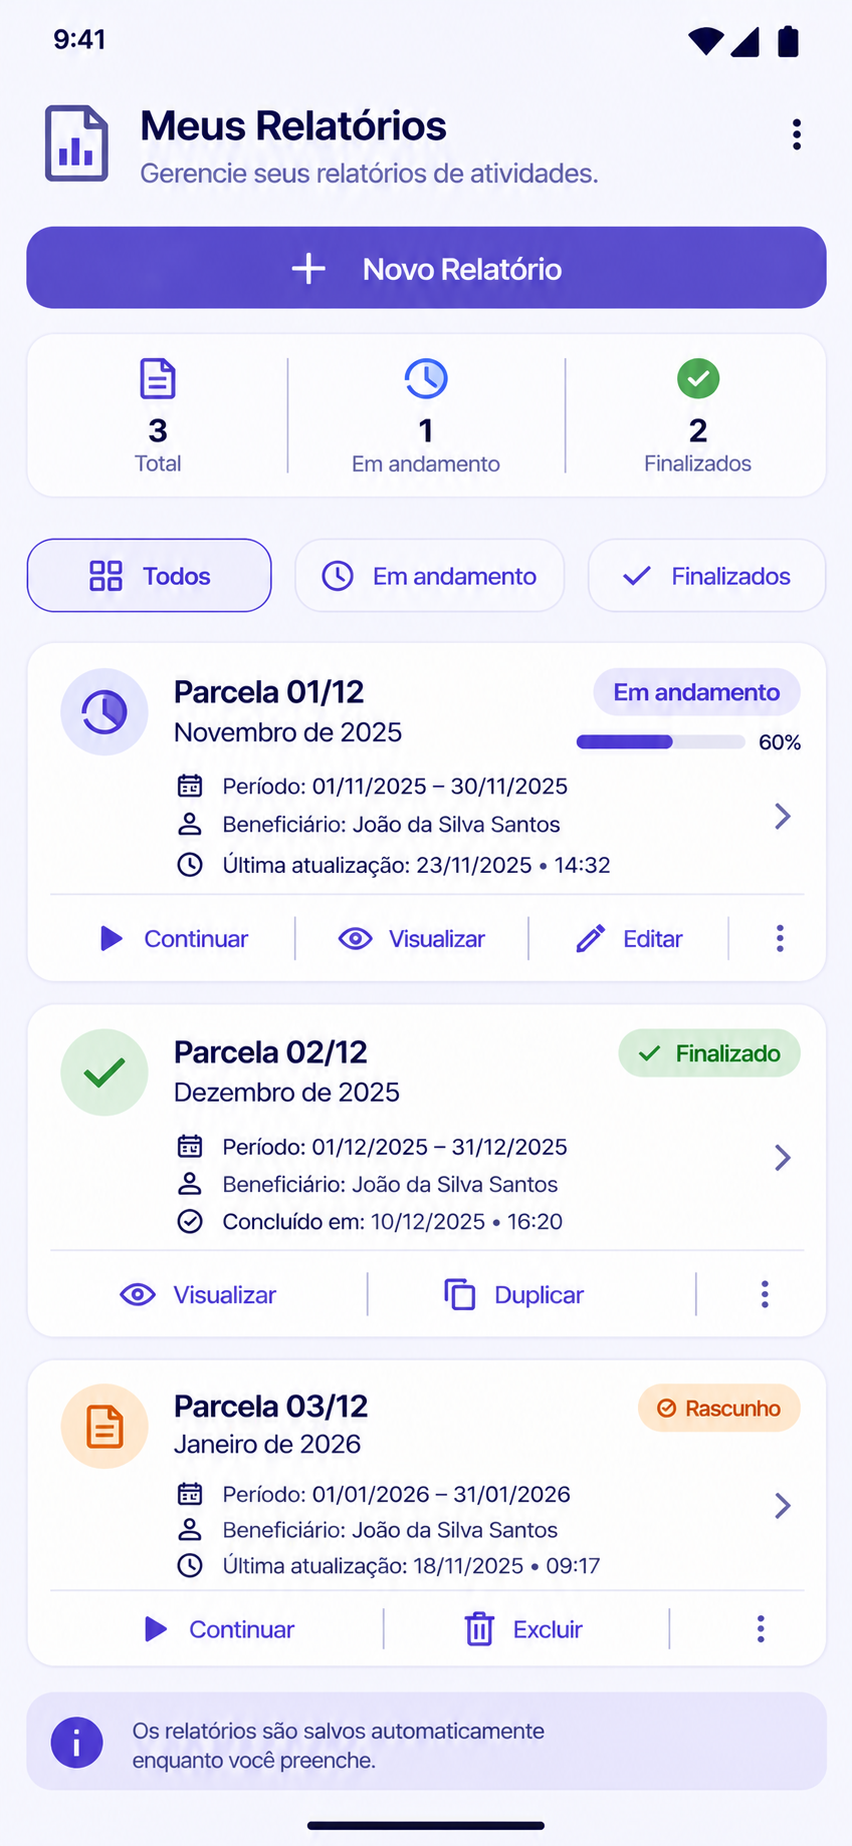 9:41
Meus Relatórios
Gerencie seus relatórios de atividades.
Novo Relatório
3
Total
1
Em andamento
2
Finalizados
Todos
Em andamento
Finalizados
Parcela 01/12
Em andamento
Novembro de 2025
60%
Período: 01/11/2025 – 30/11/2025
Beneficiário: João da Silva Santos
Última atualização: 23/11/2025 • 14:32
Continuar
Visualizar
Editar
Parcela 02/12
Finalizado
Dezembro de 2025
Período: 01/12/2025 – 31/12/2025
Beneficiário: João da Silva Santos
Concluído em: 10/12/2025 • 16:20
Visualizar
Duplicar
Parcela 03/12
Rascunho
Janeiro de 2026
Período: 01/01/2026 – 31/01/2026
Beneficiário: João da Silva Santos
Última atualização: 18/11/2025 • 09:17
Continuar
Excluir
Os relatórios são salvos automaticamente
enquanto você preenche.